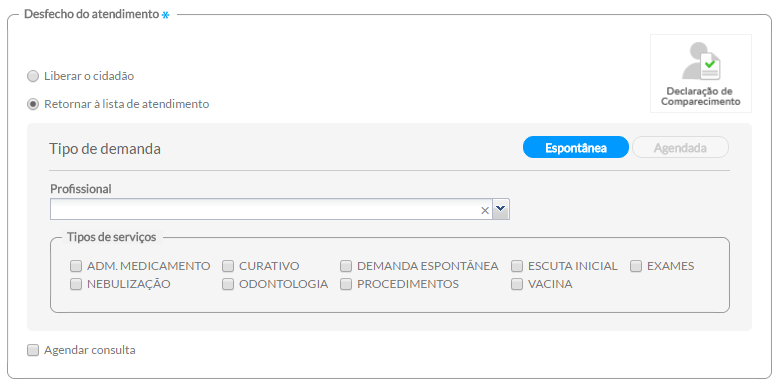 Desfecho do atendimento *
Liberar o cidadão
Declaração de
Comparecimento
Retornar à lista de atendimento
Tipo de demanda
Espontânea
Agendada
Profissional
Tipos de serviços
ADM. MEDICAMENTO CURATIVO DEMANDA ESPONTÂNEA ESCUTA INICIAL EXAMES
NEBULIZAÇÃO ODONTOLOGIA PROCEDIMENTOS VACINA
Agendar consulta